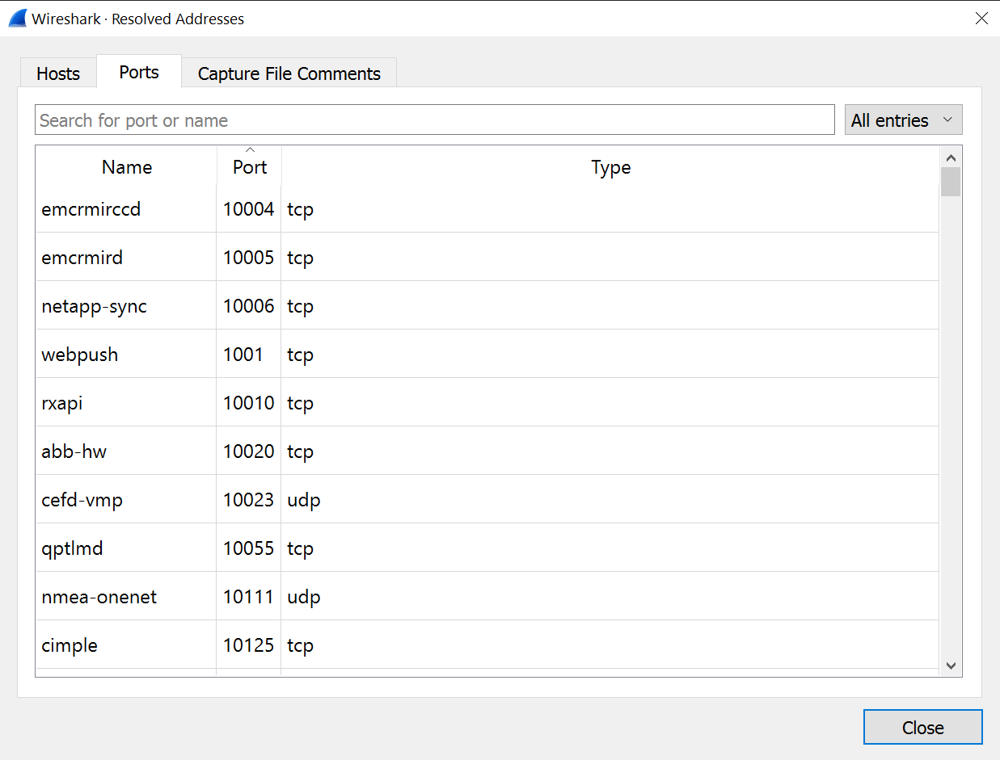 Wireshark · Resolved Addresses
Hosts Ports Capture File Comments
Search for port or name All entries
Name Port Type
emcrmirccd 10004 tcp
emcrmird 10005 tcp
netapp-sync 10006 tcp
webpush 1001 tcp
rxapi 10010 tcp
abb-hw 10020 tcp
cefd-vmp 10023 udp
qptlmd 10055 tcp
nmea-onenet 10111 udp
cimple 10125 tcp
Close